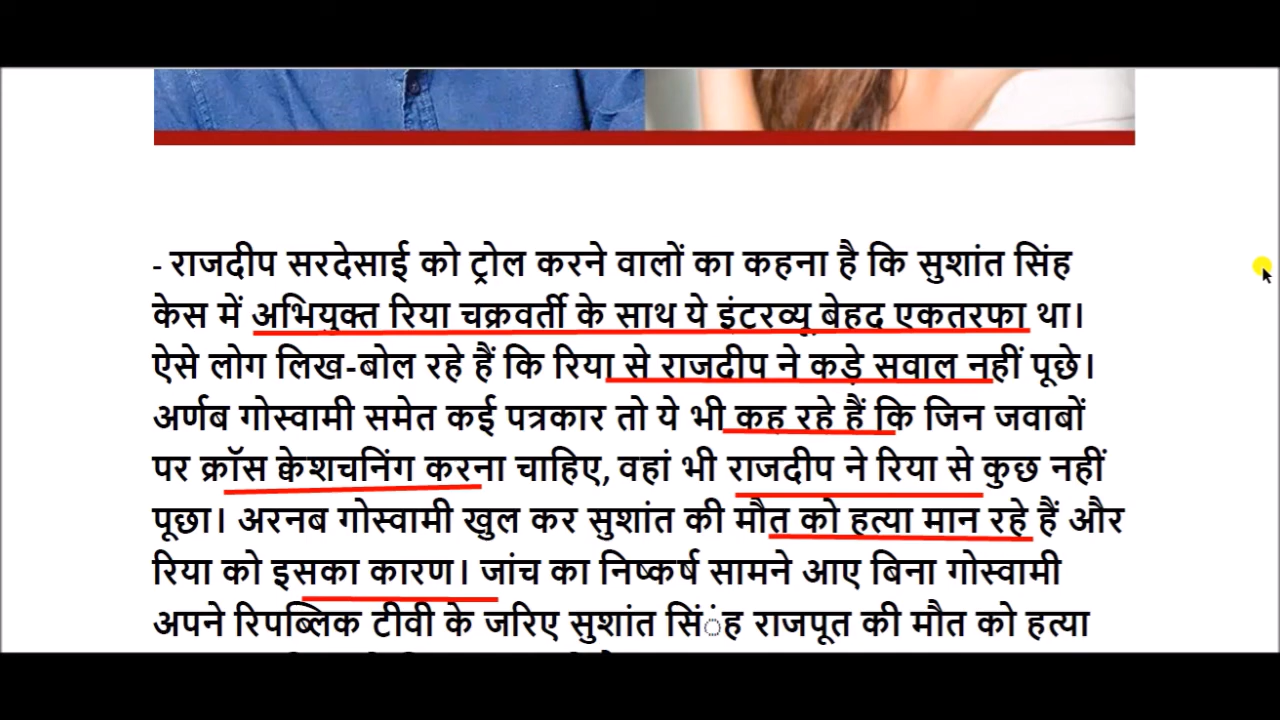 - राजदीप सरदेसाई को ट्रोल करने वालों का कहना है कि सुशांत सिंह
केस में अभियुक्त रिया चक्रवर्ती के साथ ये इंटरव्यू बेहद एकतरफा था।
ऐसे लोग लिख-बोल रहे हैं कि रिया से राजदीप ने कड़े सवाल नहीं पूछे।
अर्णब गोस्वामी समेत कई पत्रकार तो ये भी कह रहे हैं कि जिन जवाबों
पर क्रॉस क्वेशचनिंग करना चाहिए, वहां भी राजदीप ने रिया से कुछ नहीं
पूछा। अरनब गोस्वामी खुल कर सुशांत की मौत को हत्या मान रहे हैं और
रिया को इसका कारण। जांच का निष्कर्ष सामने आए बिना गोस्वामी
अपने रिपब्लिक टीवी के जरिए सुशांत सिंंह राजपूत की मौत को हत्या